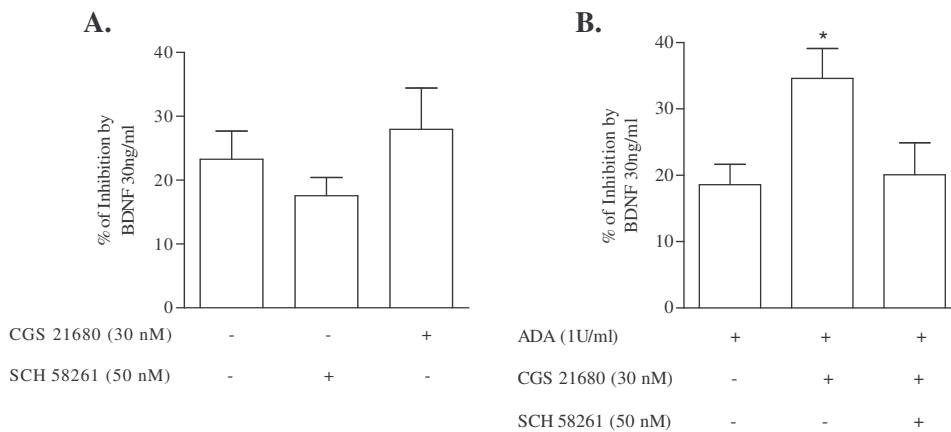 A.
% of Inhibition by
BDNF 30ng/ml
40
30
20
10
0
CGS 21680 (30 nM) - - +
SCH 58261 (50 nM) - + -
B.
% of Inhibition by
BDNF 30ng/ml
40
30
20
10
0
*
ADA (1U/ml) + + +
CGS 21680 (30 nM) - + +
SCH 58261 (50 nM) - - +